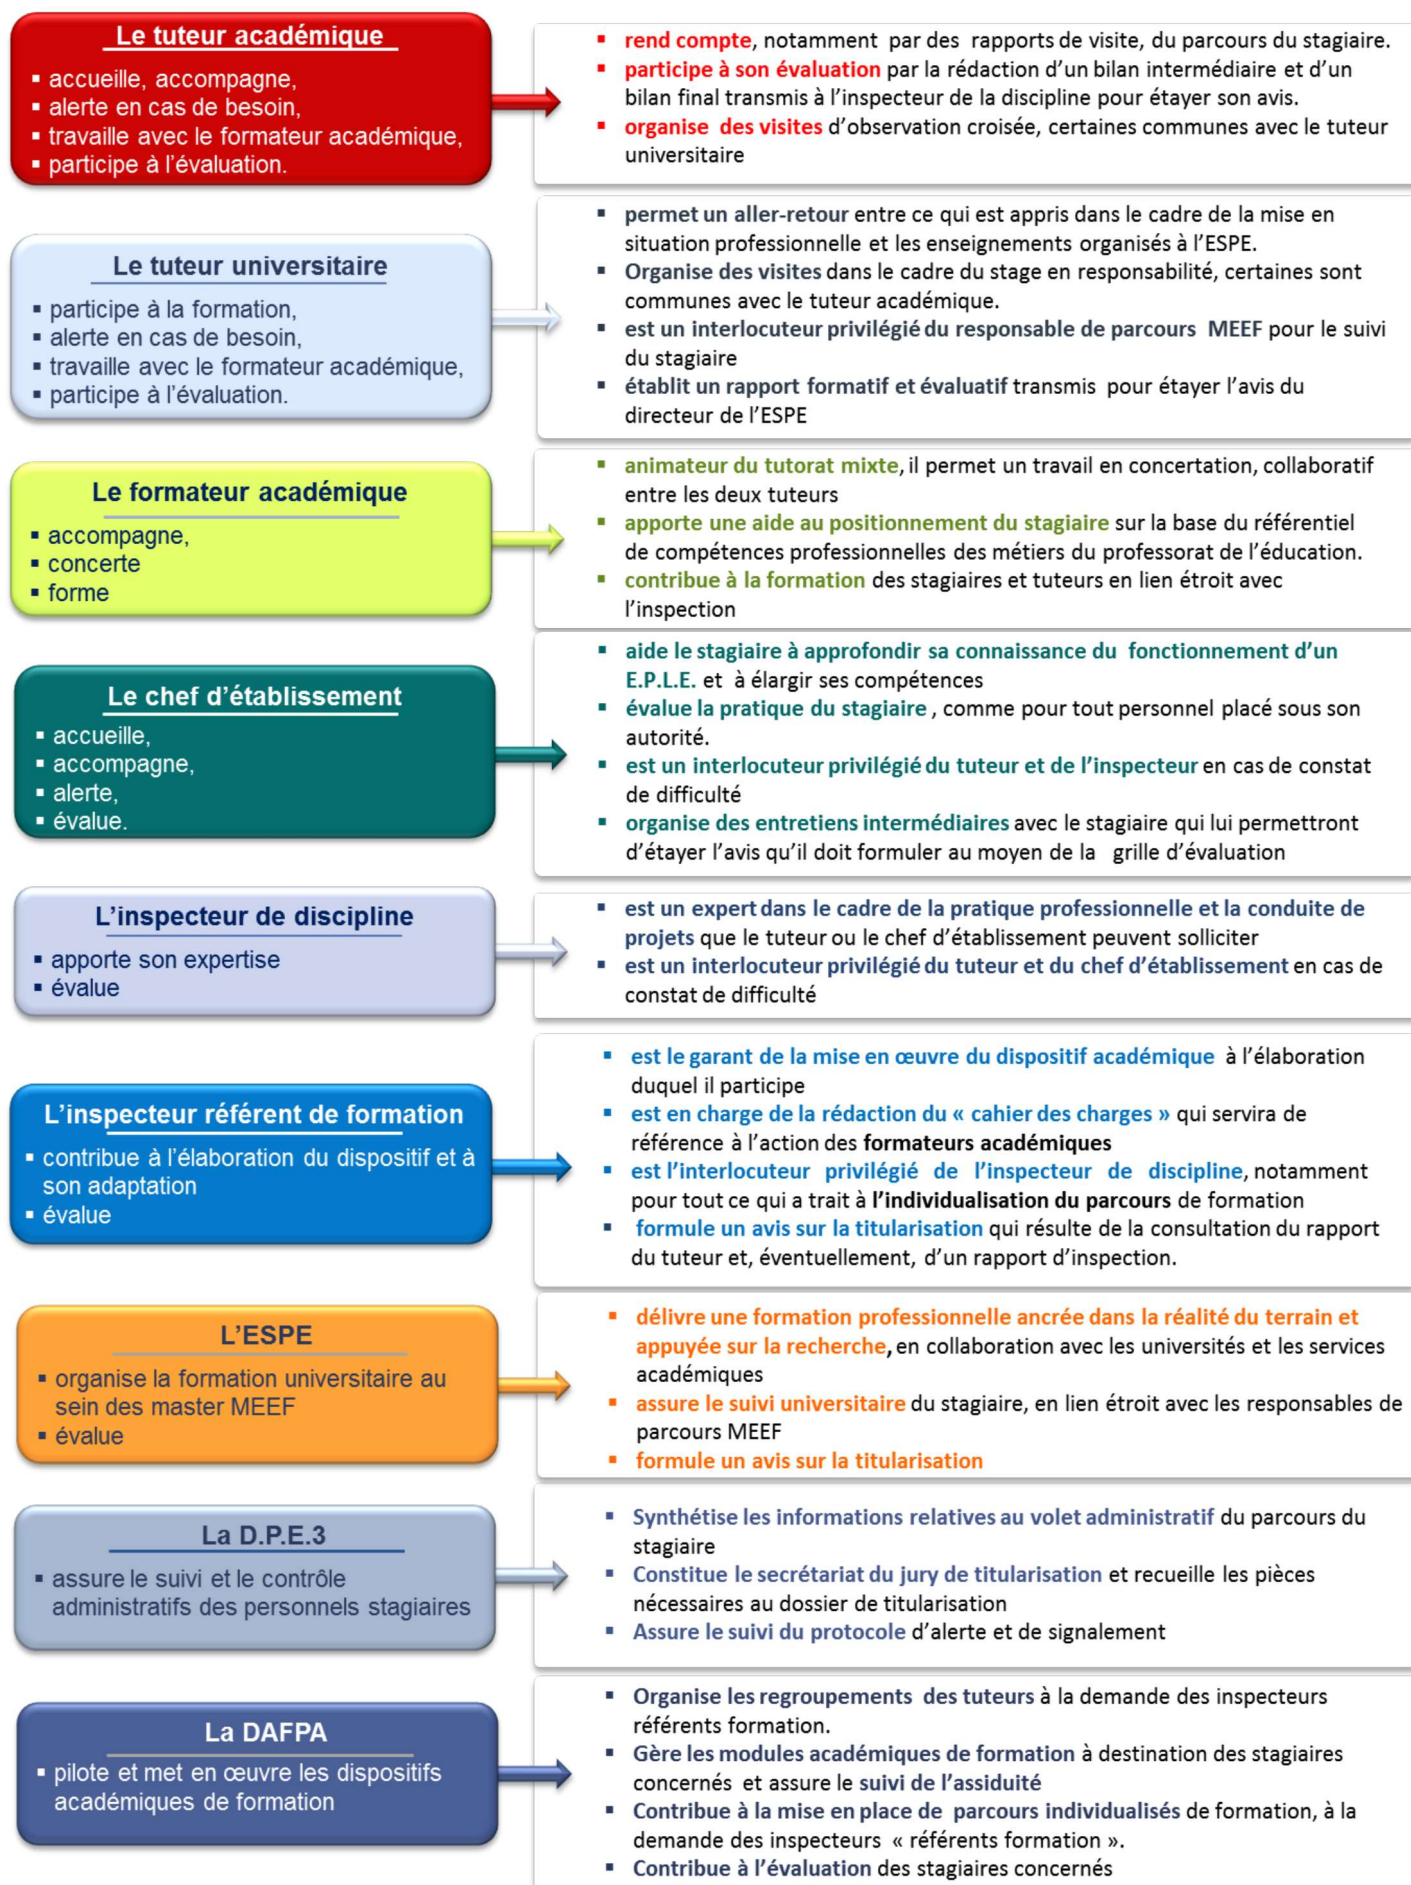 Le tuteur académique
▪ accueille, accompagne,
▪ alerte en cas de besoin,
▪ travaille avec le formateur académique,
▪ participe à l'évaluation.
▪ rend compte, notamment par des rapports de visite, du parcours du stagiaire.
▪ participe à son évaluation par la rédaction d'un bilan intermédiaire et d'un
bilan final transmis à l'inspecteur de la discipline pour étayer son avis.
▪ organise des visites d'observation croisée, certaines communes avec le tuteur
universitaire
Le tuteur universitaire
▪ participe à la formation,
▪ alerte en cas de besoin,
▪ travaille avec le formateur académique,
▪ participe à l'évaluation.
▪ permet un aller-retour entre ce qui est appris dans le cadre de la mise en
situation professionnelle et les enseignements organisés à l'ESPE.
▪ Organise des visites dans le cadre du stage en responsabilité, certaines sont
communes avec le tuteur académique.
▪ est un interlocuteur privilégié du responsable de parcours MEEF pour le suivi
du stagiaire
▪ établit un rapport formatif et évaluatif transmis pour étayer l'avis du
directeur de l'ESPE
Le formateur académique
▪ accompagne,
▪ concerte
▪ forme
▪ animateur du tutorat mixte, il permet un travail en concertation, collaboratif
entre les deux tuteurs
▪ apporte une aide au positionnement du stagiaire sur la base du référentiel
de compétences professionnelles des métiers du professorat de l'éducation.
▪ contribue à la formation des stagiaires et tuteurs en lien étroit avec
l'inspection
Le chef d'établissement
▪ accueille,
▪ accompagne,
▪ alerte,
▪ évalue.
▪ aide le stagiaire à approfondir sa connaissance du fonctionnement d'un
E.P.L.E. et à élargir ses compétences
▪ évalue la pratique du stagiaire , comme pour tout personnel placé sous son
autorité.
▪ est un interlocuteur privilégié du tuteur et de l'inspecteur en cas de constat
de difficulté
▪ organise des entretiens intermédiaires avec le stagiaire qui lui permettront
d'étayer l'avis qu'il doit formuler au moyen de la grille d'évaluation
L'inspecteur de discipline
▪ apporte son expertise
▪ évalue
▪ est un expert dans le cadre de la pratique professionnelle et la conduite de
projets que le tuteur ou le chef d'établissement peuvent solliciter
▪ est un interlocuteur privilégié du tuteur et du chef d'établissement en cas de
constat de difficulté
L'inspecteur référent de formation
▪ contribue à l'élaboration du dispositif et à
son adaptation
▪ évalue
▪ est le garant de la mise en œuvre du dispositif académique à l'élaboration
duquel il participe
▪ est en charge de la rédaction du « cahier des charges » qui servira de
référence à l'action des formateurs académiques
▪ est l'interlocuteur privilégié de l'inspecteur de discipline, notamment
pour tout ce qui a trait à l'individualisation du parcours de formation
▪ formule un avis sur la titularisation qui résulte de la consultation du rapport
du tuteur et, éventuellement, d'un rapport d'inspection.
L'ESPE
▪ organise la formation universitaire au
sein des master MEEF
▪ évalue
▪ délivre une formation professionnelle ancrée dans la réalité du terrain et
appuyée sur la recherche, en collaboration avec les universités et les services
académiques
▪ assure le suivi universitaire du stagiaire, en lien étroit avec les responsables de
parcours MEEF
▪ formule un avis sur la titularisation
La D.P.E.3
▪ assure le suivi et le contrôle
administratifs des personnels stagiaires
▪ Synthétise les informations relatives au volet administratif du parcours du
stagiaire
▪ Constitue le secrétariat du jury de titularisation et recueille les pièces
nécessaires au dossier de titularisation
▪ Assure le suivi du protocole d'alerte et de signalement
La DAFPA
▪ pilote et met en œuvre les dispositifs
académiques de formation
▪ Organise les regroupements des tuteurs à la demande des inspecteurs
référents formation.
▪ Gère les modules académiques de formation à destination des stagiaires
concernés et assure le suivi de l'assiduité
▪ Contribue à la mise en place de parcours individualisés de formation, à la
demande des inspecteurs « référents formation ».
▪ Contribue à l'évaluation des stagiaires concernés